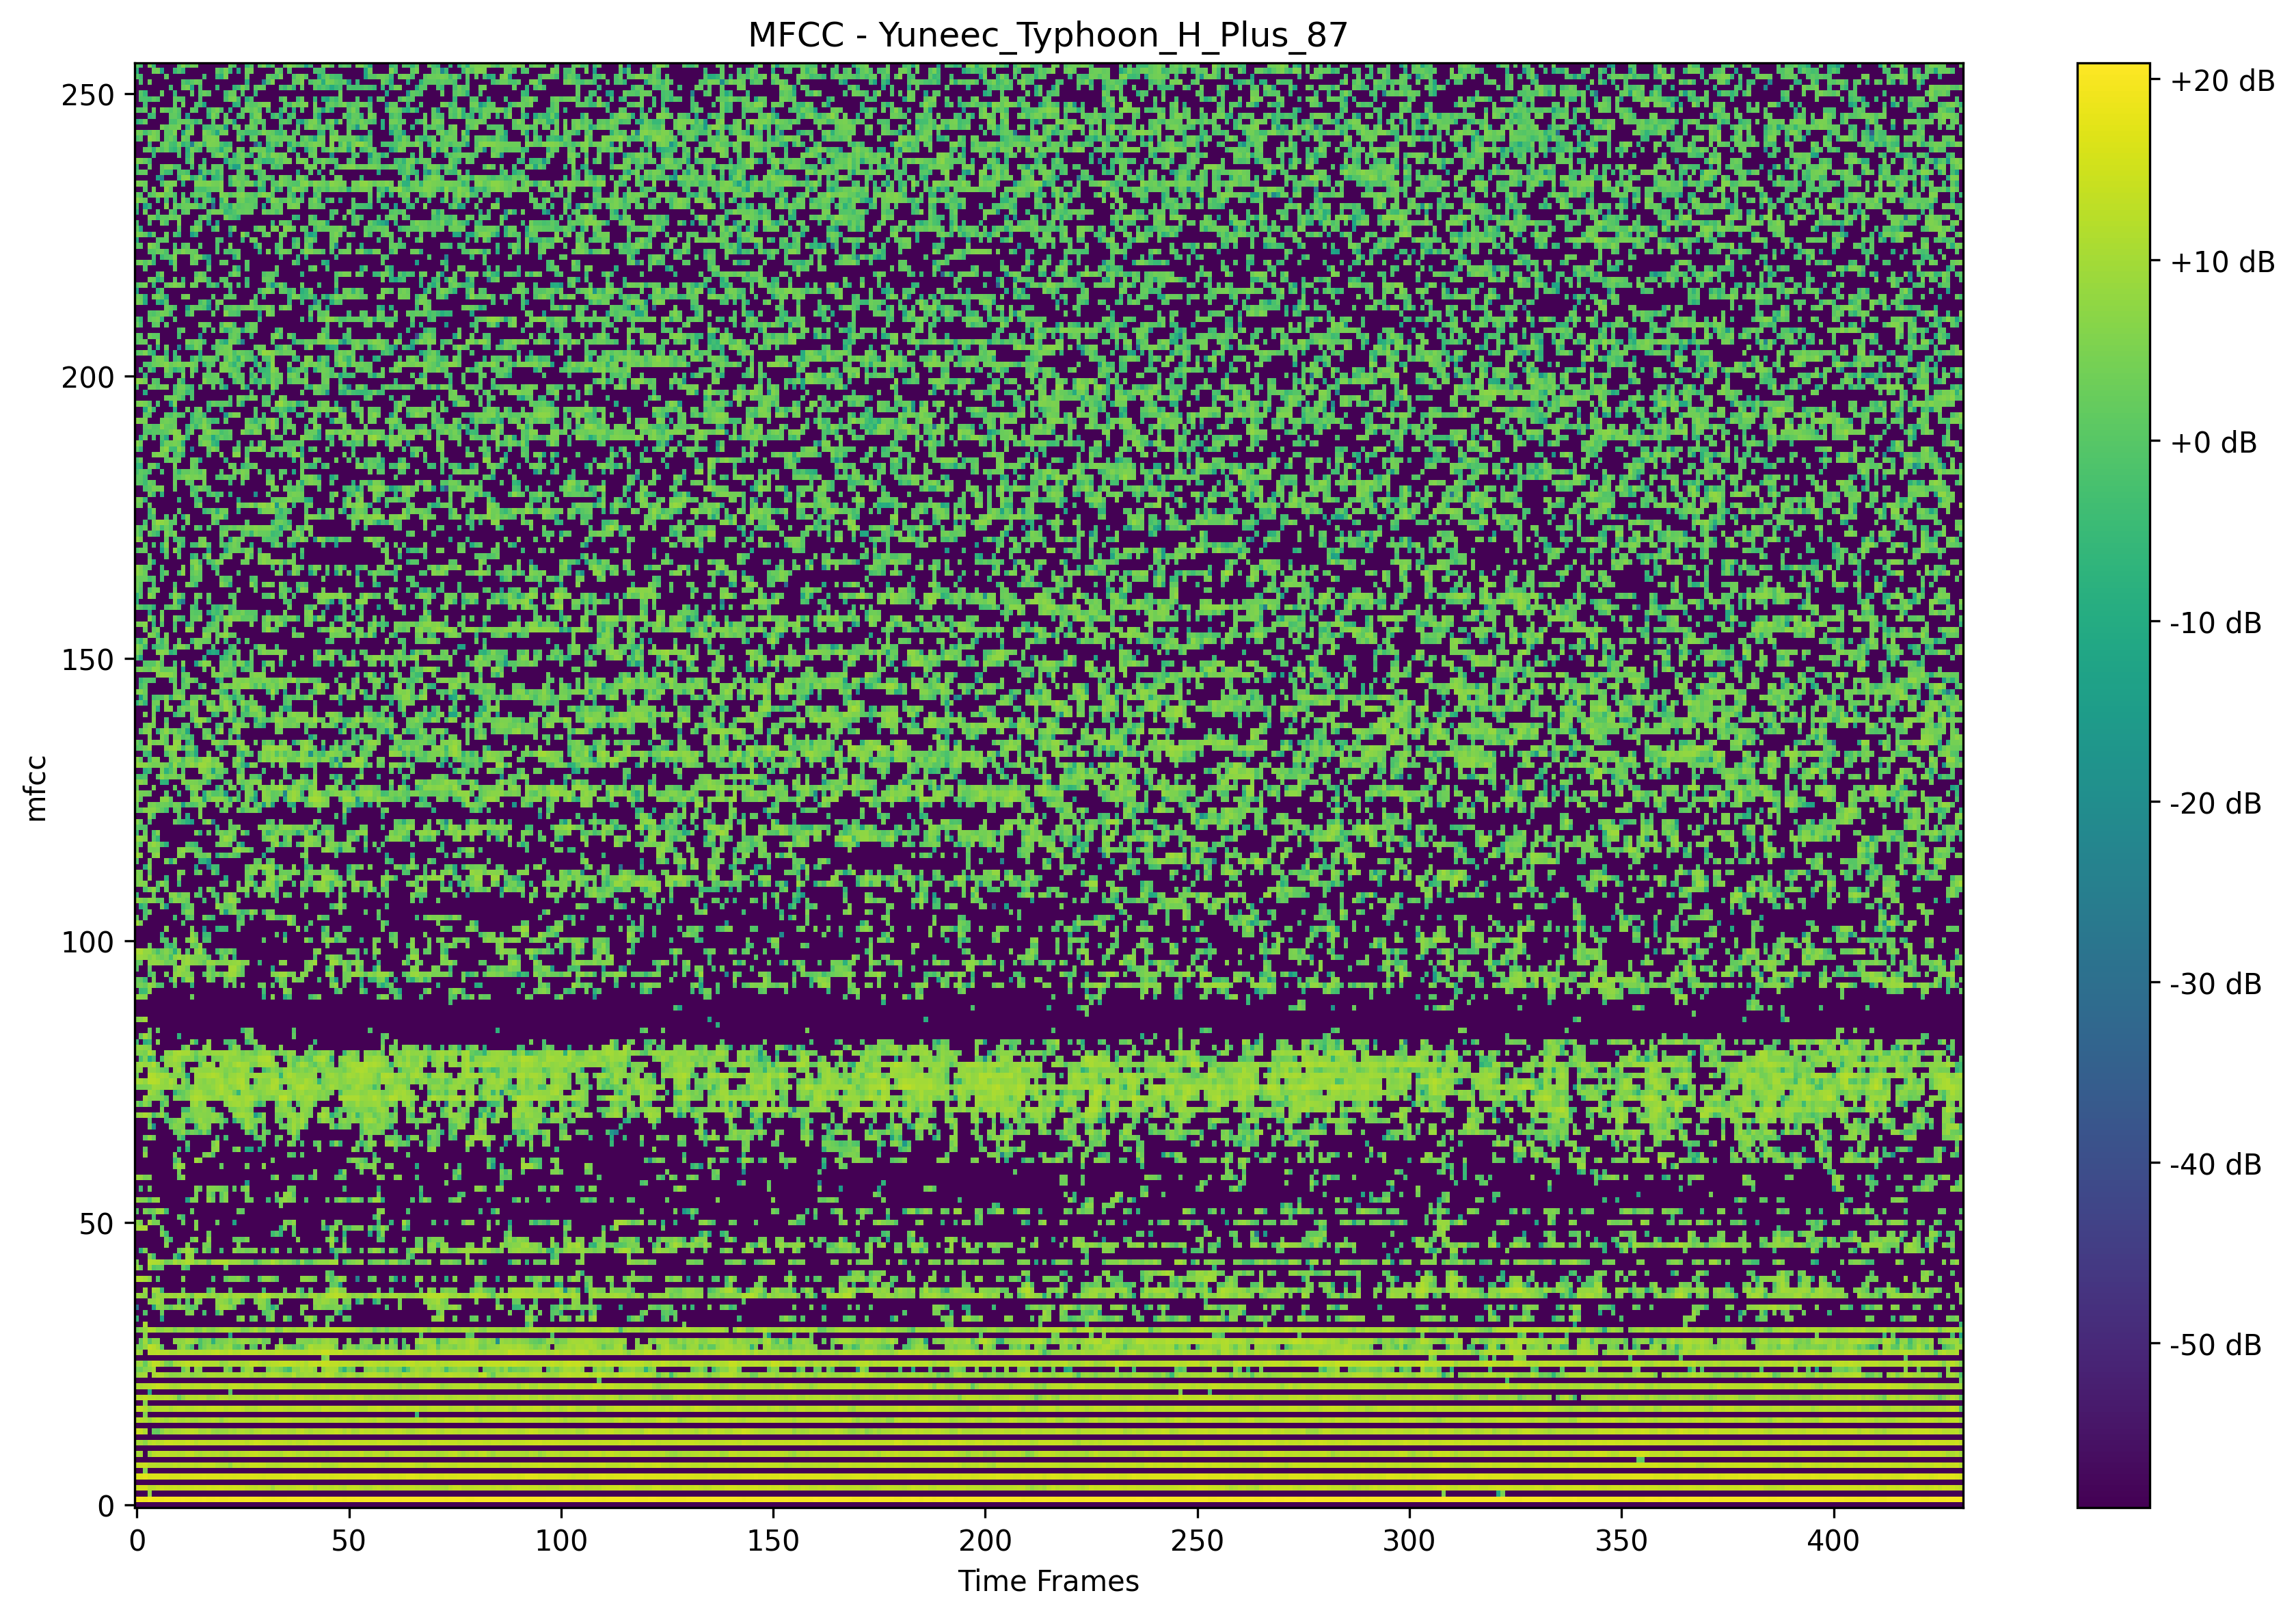 MFCC - Yuneec_Typhoon_H_Plus_87
mfcc
250
200
150
100
50
0
0 50 100 150 200 250 300 350 400
Time Frames
+20 dB
+10 dB
+0 dB
-10 dB
-20 dB
-30 dB
-40 dB
-50 dB